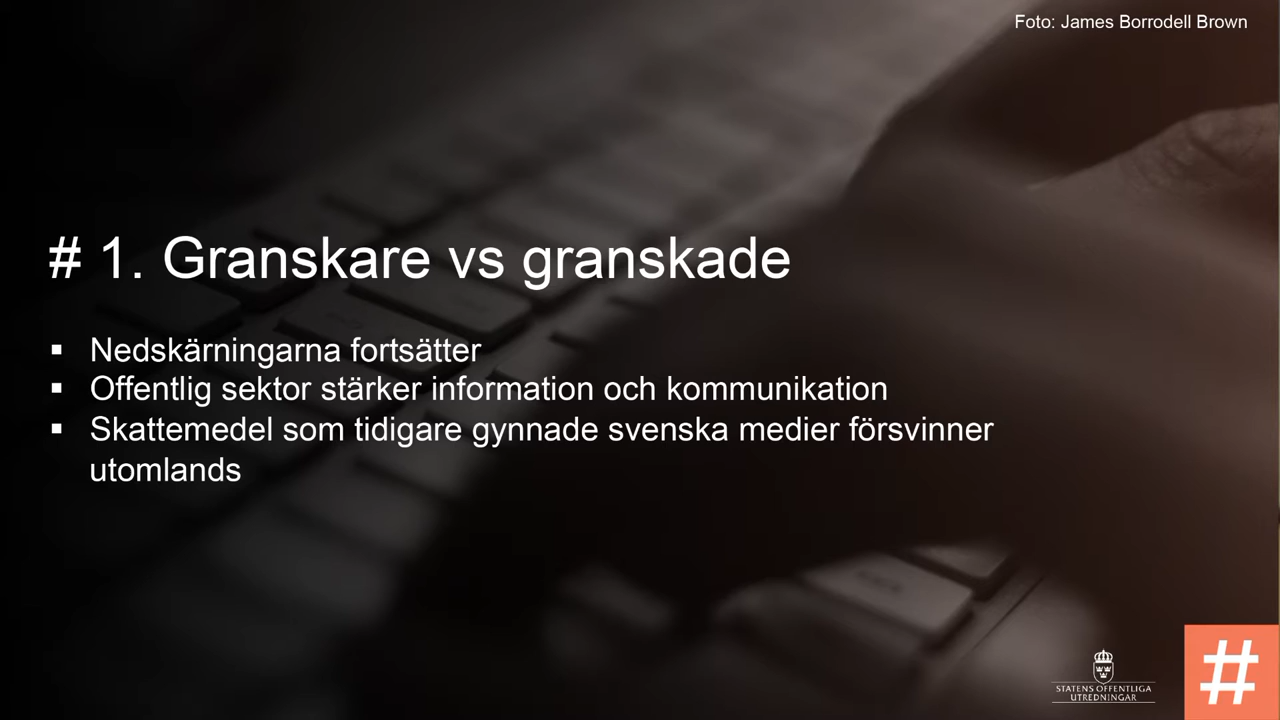 Foto: James Borrodell Brown
# 1. Granskare vs granskade
▪ Nedskärningarna fortsätter
▪ Offentlig sektor stärker information och kommunikation
▪ Skattemedel som tidigare gynnade svenska medier försvinner
utomlands
STATENS OFFENTLIGA
UTREDNINGAR
#